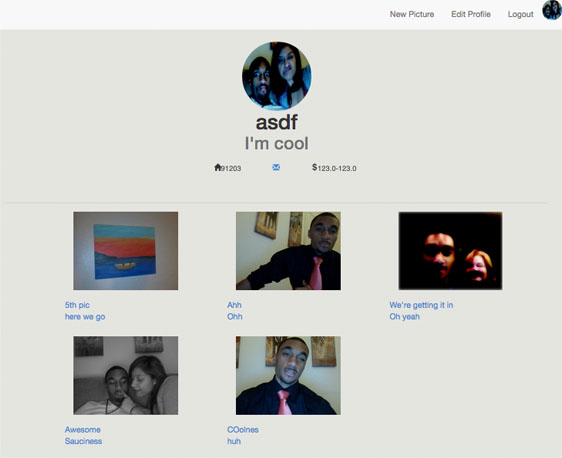 New Picture Edit Profile Logout
asdf
I'm cool
91203 $ 123.0-123.0
5th pic
here we go
Ahh
Ohh
We're getting it in
Oh yeah
Awesome
Sauciness
COolnes
huh